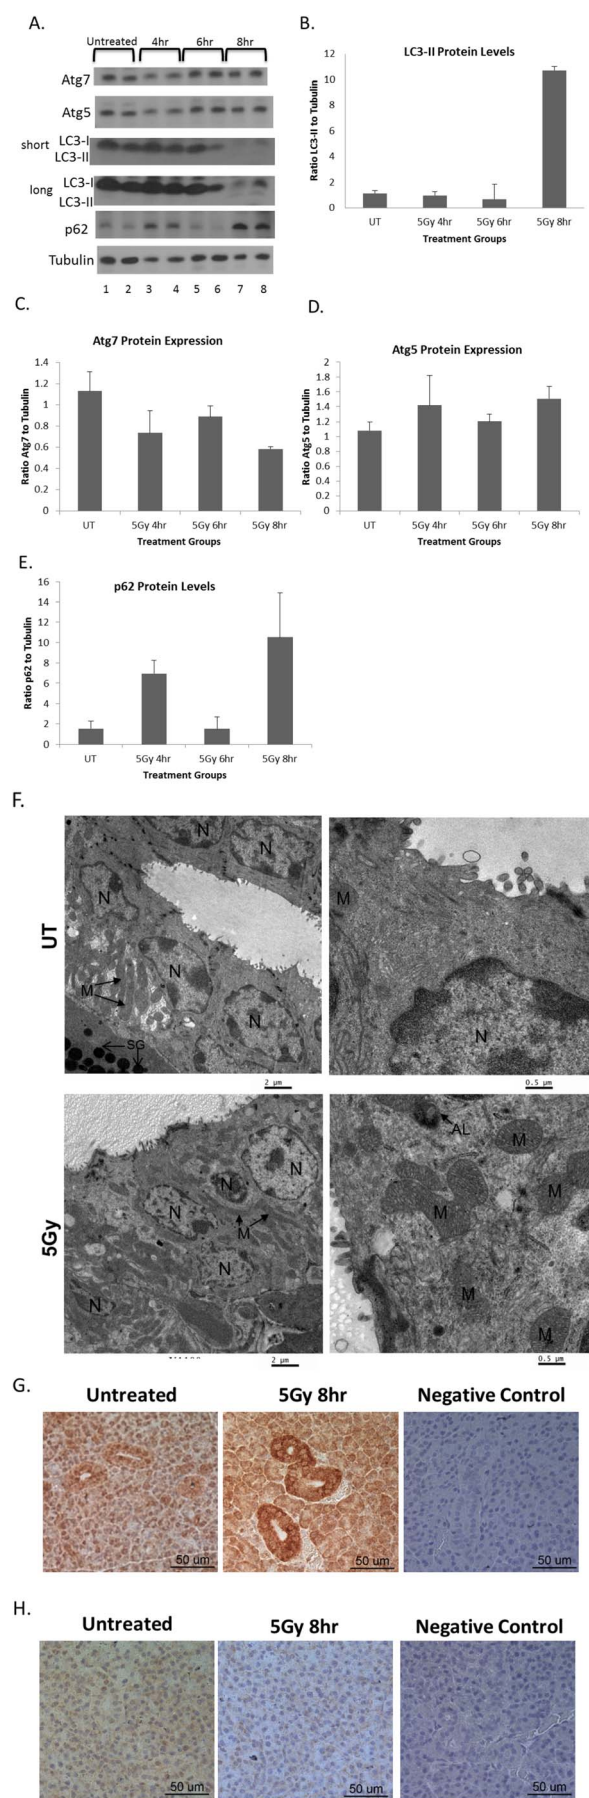 A.
Untreated 4hr 6hr 8hr
Atg7
Atg5
short LC3-I
LC3-II
long LC3-I
LC3-II
p62
Tubulin
1 2 3 4 5 6 7 8
B.
LC3-II Protein Levels
Ratio LC3-II to Tubulin
12
10
8
6
4
2
0
UT 5Gy 4hr 5Gy 6hr 5Gy 8hr
Treatment Groups
C.
Atg7 Protein Expression
Ratio Atg7 to Tubulin
1.4
1.2
1
0.8
0.6
0.4
0.2
0
UT 5Gy 4hr 5Gy 6hr 5Gy 8hr
Treatment Groups
D.
Atg5 Protein Expression
Ratio Atg5 to Tubulin
2
1.8
1.6
1.4
1.2
1
0.8
0.6
0.4
0.2
0
UT 5Gy 4hr 5Gy 6hr 5Gy 8hr
Treatment Groups
E.
p62 Protein Levels
Ratio p62 to Tubulin
16
14
12
10
8
6
4
2
0
UT 5Gy 4hr 5Gy 6hr 5Gy 8hr
Treatment Groups
F.
UT
N
N
N
N
N
M
SG
2 µm
M
N
0.5 µm
5Gy
N
N
N
M
N
N
2 µm
AL
M
M
M
M
M
0.5 µm
G.
Untreated 5Gy 8hr Negative Control
50 um 50 um 50 um
H.
Untreated 5Gy 8hr Negative Control
50 um 50 um 50 um